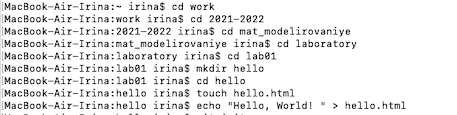 MacBook-Air-Irina:~ irina$ cd work
MacBook-Air-Irina:work irina$ cd 2021-2022
MacBook-Air-Irina:2021-2022 irina$ cd mat_modelirovaniye
MacBook-Air-Irina:mat_modelirovaniye irina$ cd laboratory
MacBook-Air-Irina:laboratory irina$ cd lab01
MacBook-Air-Irina:lab01 irina$ mkdir hello
MacBook-Air-Irina:lab01 irina$ cd hello
MacBook-Air-Irina:hello irina$ touch hello.html
MacBook-Air-Irina:hello irina$ echo "Hello, World! " > hello.html